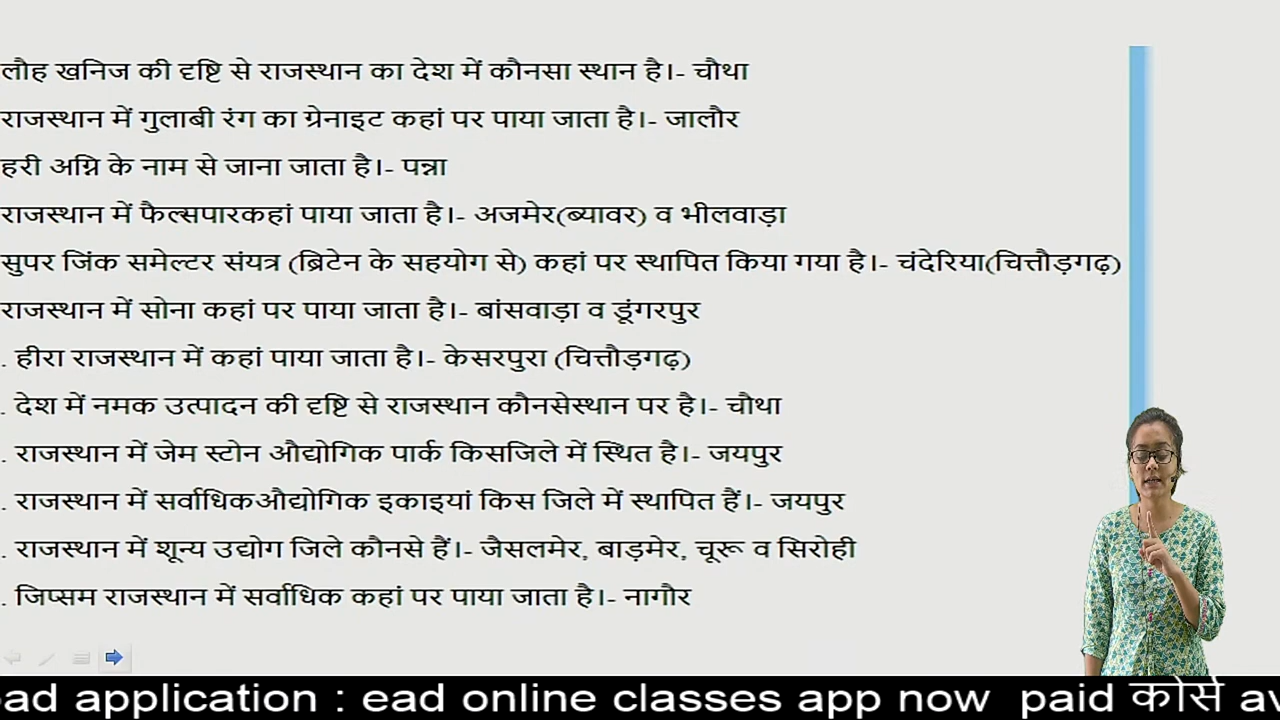 लौह खनिज की दृष्टि से राजस्थान का देश में कौनसा स्थान है।- चौथा
राजस्थान में गुलाबी रंग का ग्रेनाइट कहां पर पाया जाता है।- जालौर
हरी अग्नि के नाम से जाना जाता है।- पन्ना
राजस्थान में फैल्सपारकहां पाया जाता है।- अजमेर(ब्यावर) व भीलवाड़ा
सुपर जिंक समेल्टर संयत्र (ब्रिटेन के सहयोग से) कहां पर स्थापित किया गया है।- चंदेरिया(चित्तौड़गढ़)
राजस्थान में सोना कहां पर पाया जाता है।- बांसवाड़ा व डूंगरपुर
. हीरा राजस्थान में कहां पाया जाता है।- केसरपुरा (चित्तौड़गढ़)
. देश में नमक उत्पादन की दृष्टि से राजस्थान कौनसेस्थान पर है।- चौथा
. राजस्थान में जेम स्टोन औद्योगिक पार्क किसजिले में स्थित है।- जयपुर
. राजस्थान में सर्वाधिकऔद्योगिक इकाइयां किस जिले में स्थापित हैं।- जयपुर
. राजस्थान में शून्य उद्योग जिले कौनसे हैं।- जैसलमेर, बाड़मेर, चूरू व सिरोही
. जिप्सम राजस्थान में सर्वाधिक कहां पर पाया जाता है।- नागौर
application : ead online classes app now paid कोर्स